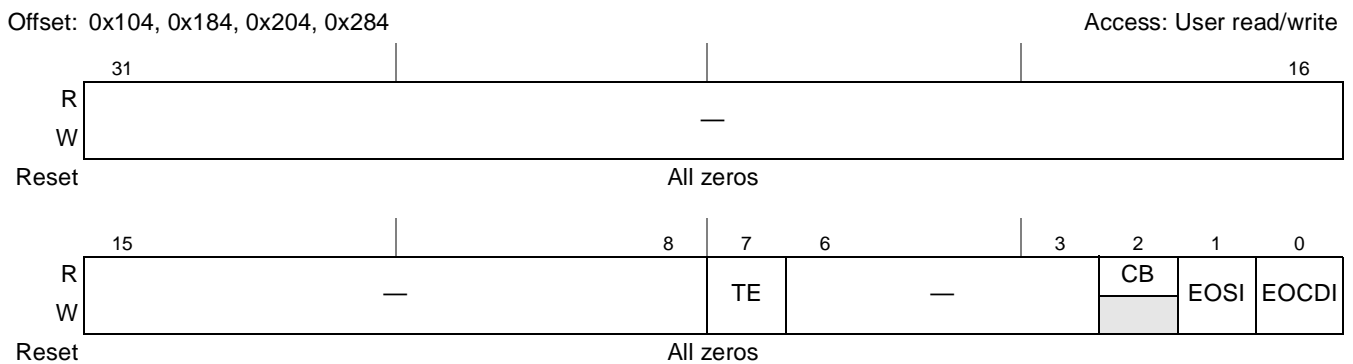 Offset: 0x104, 0x184, 0x204, 0x284 Access: User read/write
31 16
R
—
W
Reset All zeros
15 8 7 6 3 2 1 0
R — TE — CB EOSI EOCDI
W
Reset All zeros